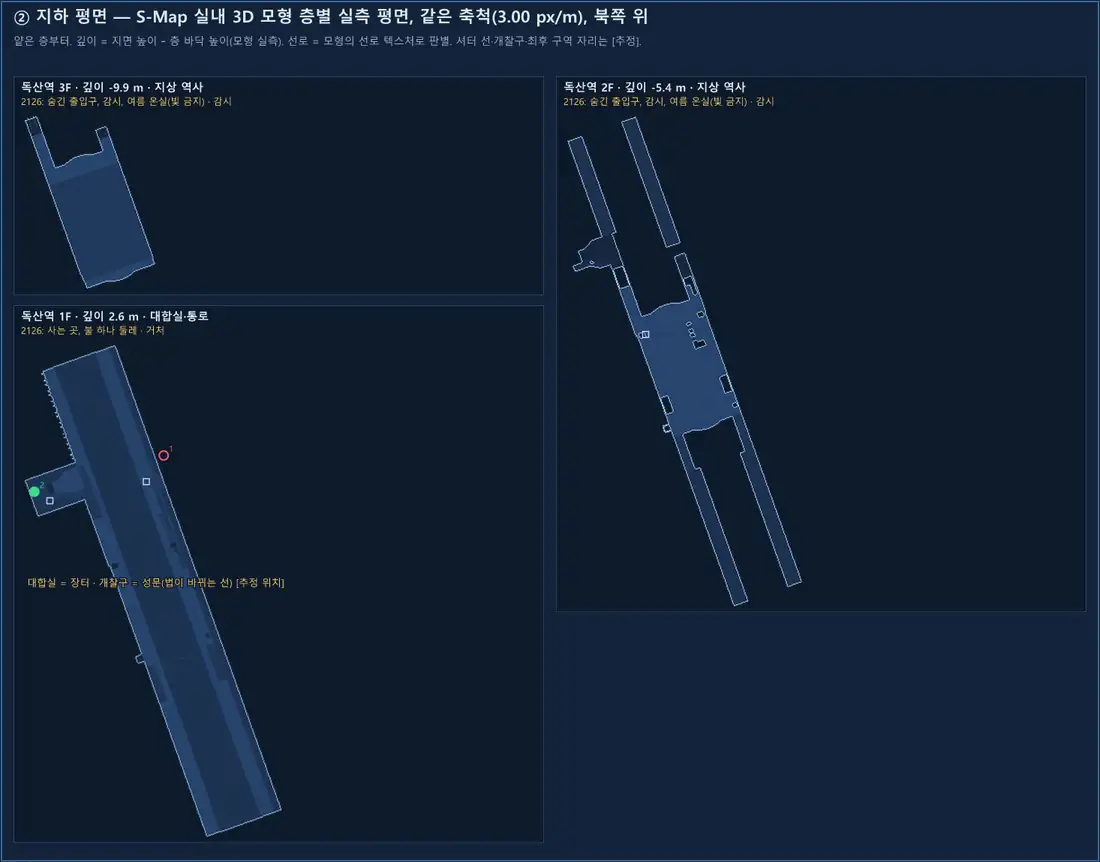 ② 지하 평면 — S-Map 실내 3D 모형 층별 실측 평면, 같은 축척(3.00 px/m), 북쪽 위
얕은 층부터. 깊이 = 지면 높이 - 층 바닥 높이(모형 실측). 선로 = 모형의 선로 텍스처로 판별. 셔터 선·개찰구·최후 구역 자리는 [추정].
독산역 3F · 깊이 -9.9 m · 지상 역사
2126: 숨긴 출입구, 감시, 여름 온실(빛 금지) · 감시
독산역 2F · 깊이 -5.4 m · 지상 역사
2126: 숨긴 출입구, 감시, 여름 온실(빛 금지) · 감시
독산역 1F · 깊이 2.6 m · 대합실·통로
2126: 사는 곳, 불 하나 둘레 · 거처
1
2
대합실 = 장터 · 개찰구 = 성문(법이 바뀌는 선) [추정 위치]